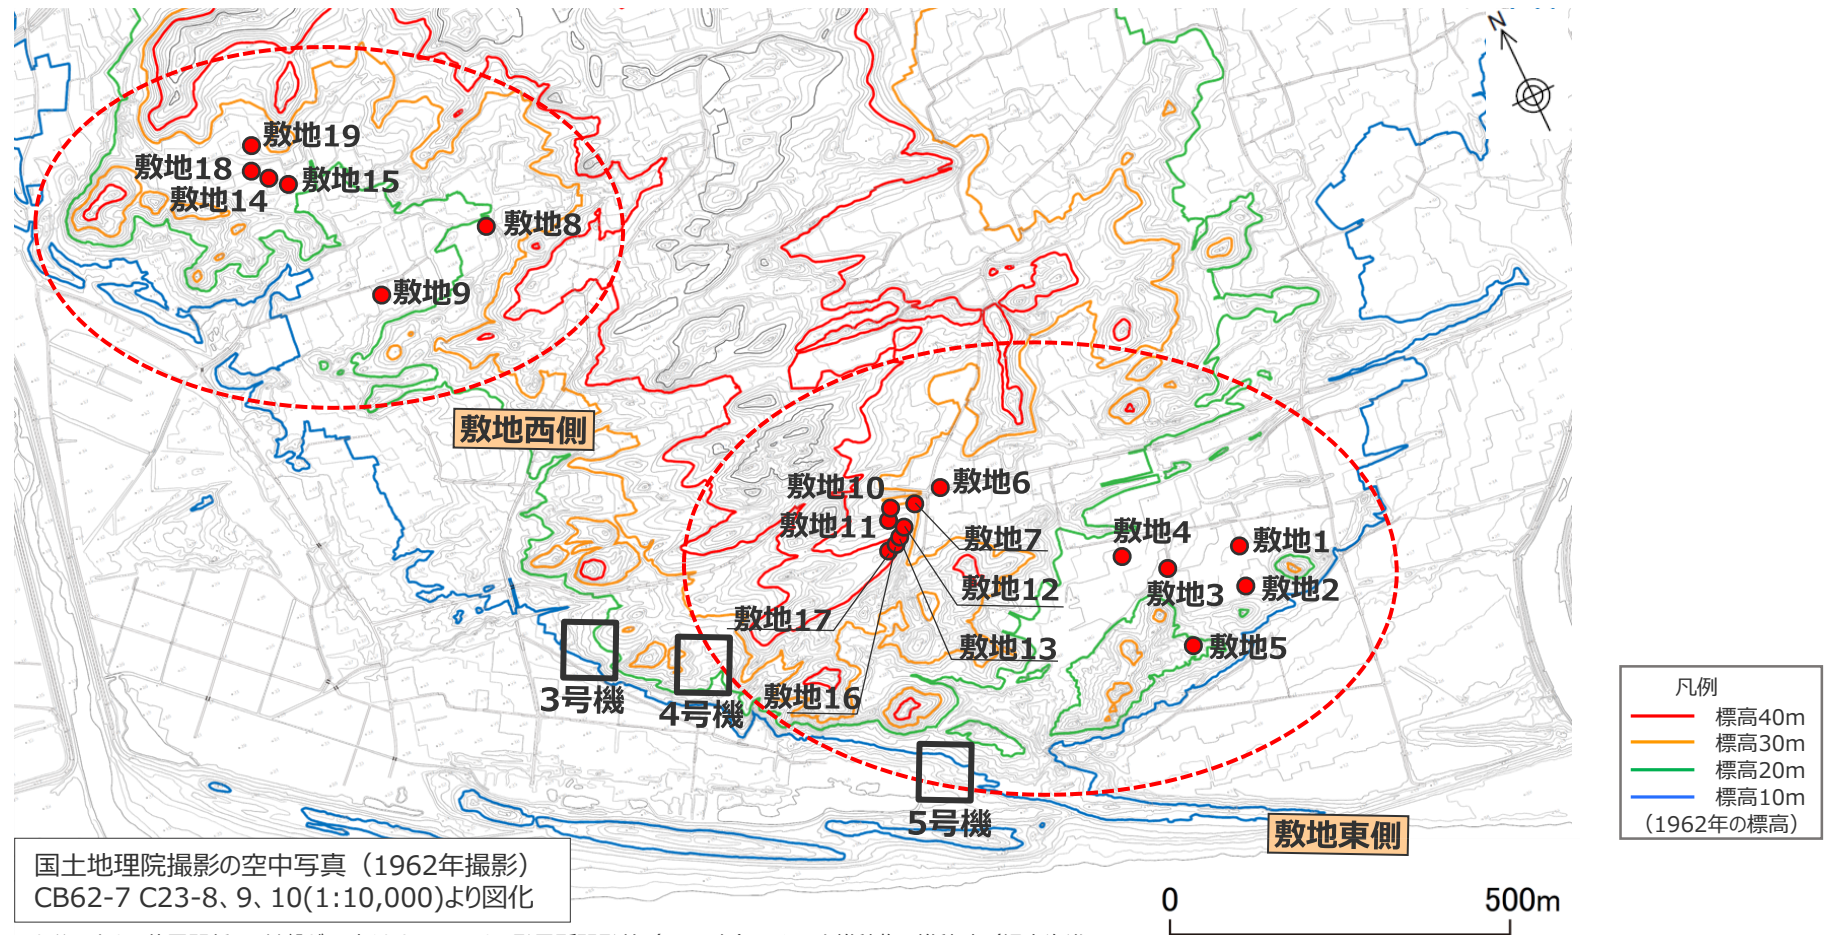 N
敷地19
敷地18
敷地15
敷地14
敷地8
敷地9
敷地西側
敷地10
敷地6
敷地11
敷地7
敷地4
敷地1
敷地12
敷地3
敷地2
敷地17
敷地13
敷地5
敷地16
3号機
4号機
5号機
敷地東側
凡例
標高40m
標高30m
標高20m
標高10m
（1962年の標高）
国土地理院撮影の空中写真（1962年撮影）
CB62-7 C23-8、9、10(1:10,000)より図化
0 500m